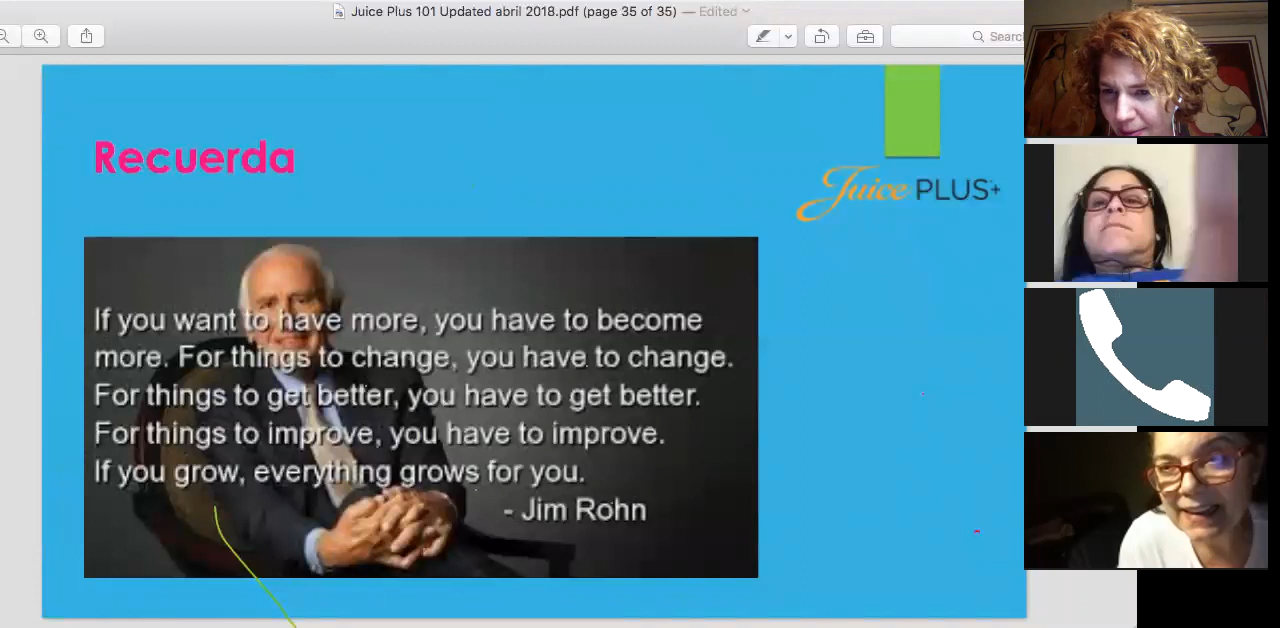 Juice Plus 101 Updated abril 2018.pdf (page 35 of 35) — Edited
Search
Recuerda
Juice PLUS+
If you want to have more, you have to become
more. For things to change, you have to change.
For things to get better, you have to get better.
For things to improve, you have to improve.
If you grow, everything grows for you.
- Jim Rohn